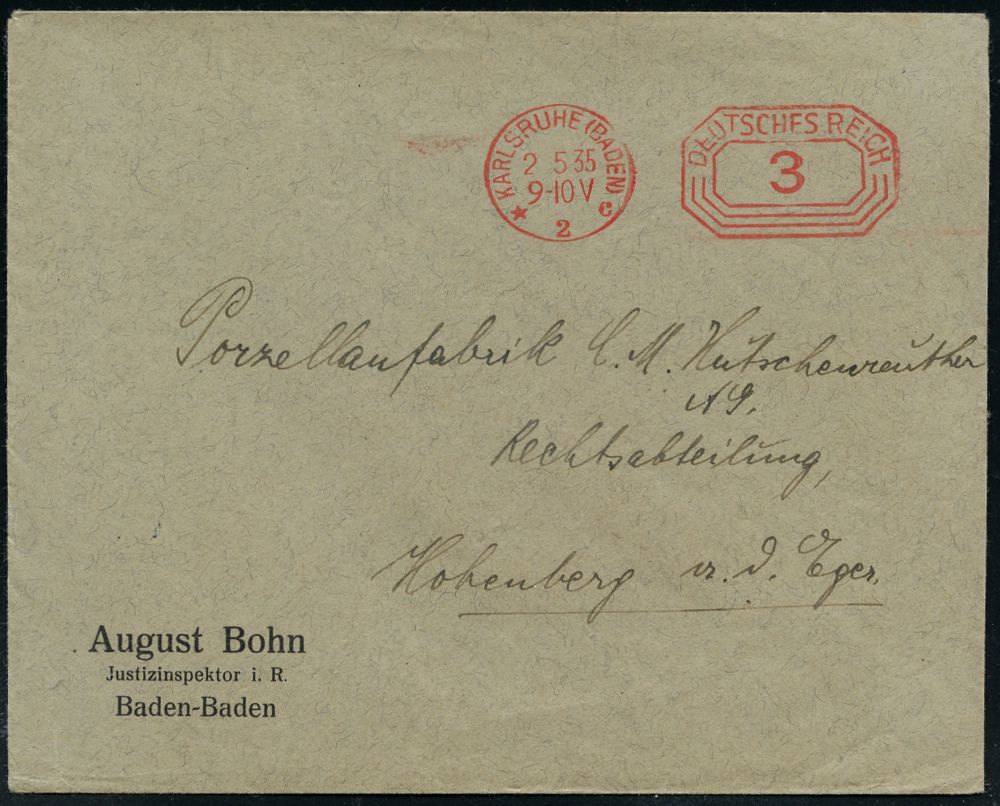 KARLSRUHE (BADEN)
2 5 35
9-10 V
★ 2 c
DEUTSCHES REICH
3
Porzellanfabrik C. M. Hutschenreuther
AG.
Rechtsabteilung,
Hohenberg a. d. Eger.
August Bohn
Justizinspektor i. R.
Baden-Baden